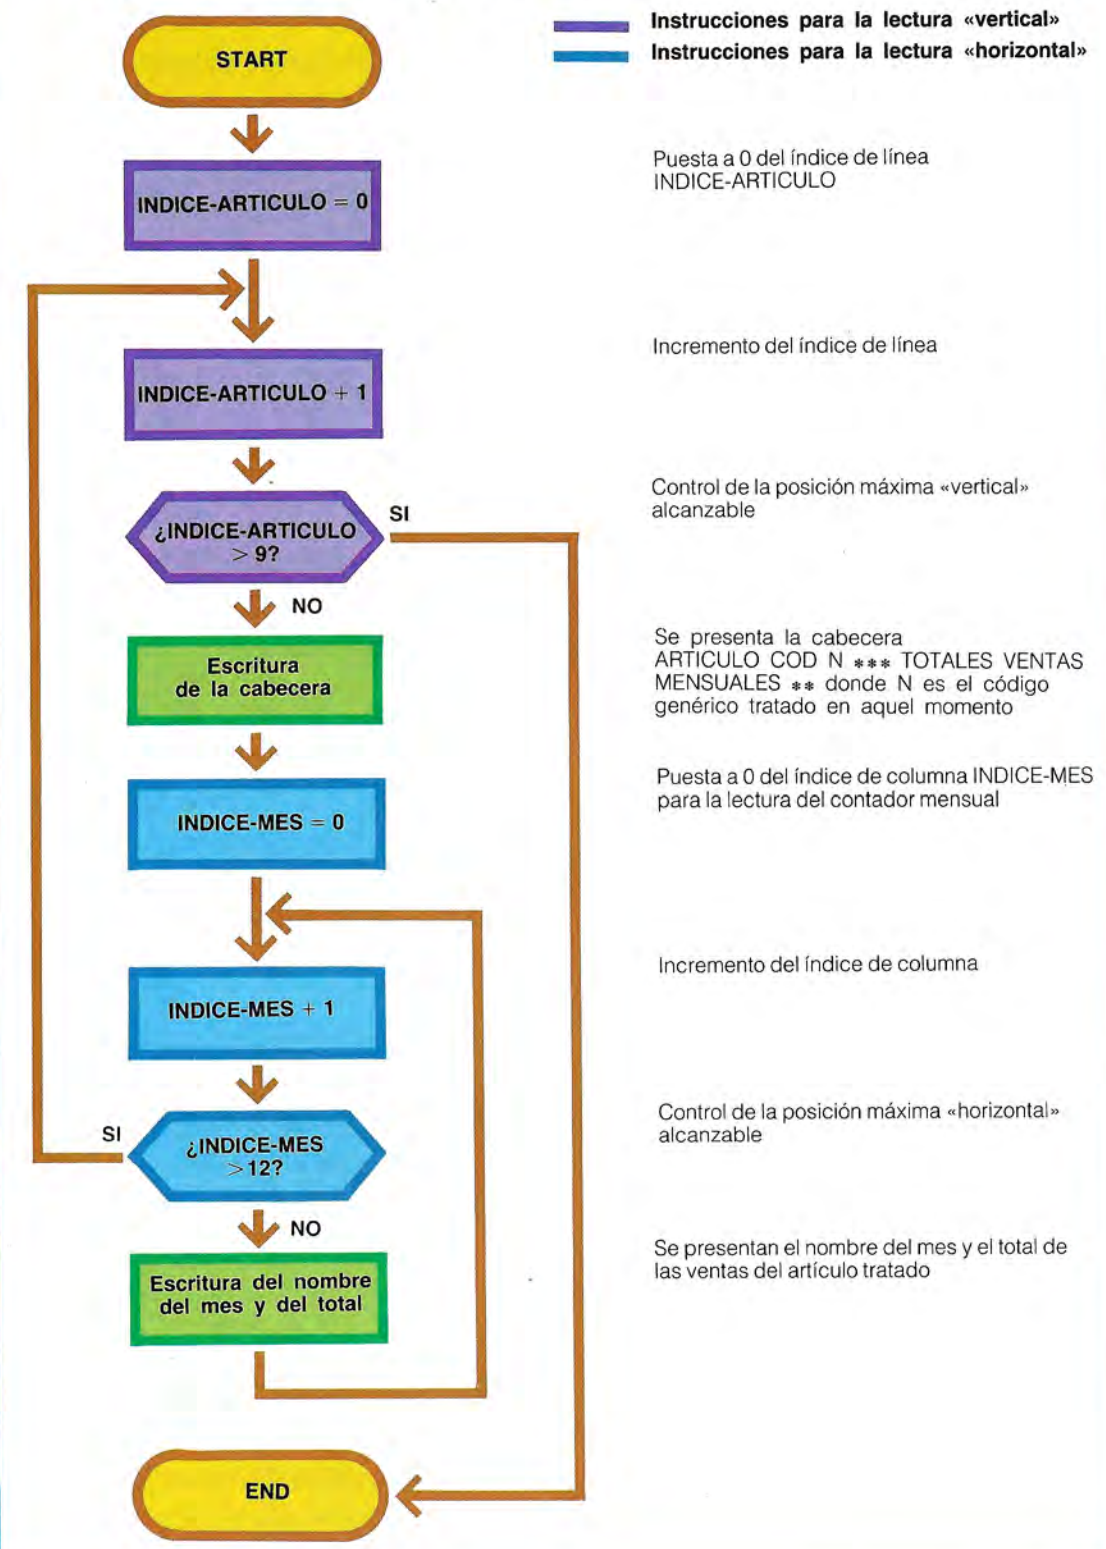 Instrucciones para la lectura «vertical»
Instrucciones para la lectura «horizontal»
START
INDICE-ARTICULO = 0
Puesta a 0 del índice de línea
INDICE-ARTICULO
INDICE-ARTICULO + 1
Incremento del índice de línea
¿INDICE-ARTICULO
> 9?
SI
NO
Control de la posición máxima «vertical»
alcanzable
Escritura
de la cabecera
Se presenta la cabecera
ARTICULO COD N *** TOTALES VENTAS
MENSUALES ** donde N es el código
genérico tratado en aquel momento
INDICE-MES = 0
Puesta a 0 del índice de columna INDICE-MES
para la lectura del contador mensual
INDICE-MES + 1
Incremento del índice de columna
SI
¿INDICE-MES
>12?
NO
Control de la posición máxima «horizontal»
alcanzable
Escritura del nombre
del mes y del total
Se presentan el nombre del mes y el total de
las ventas del artículo tratado
END